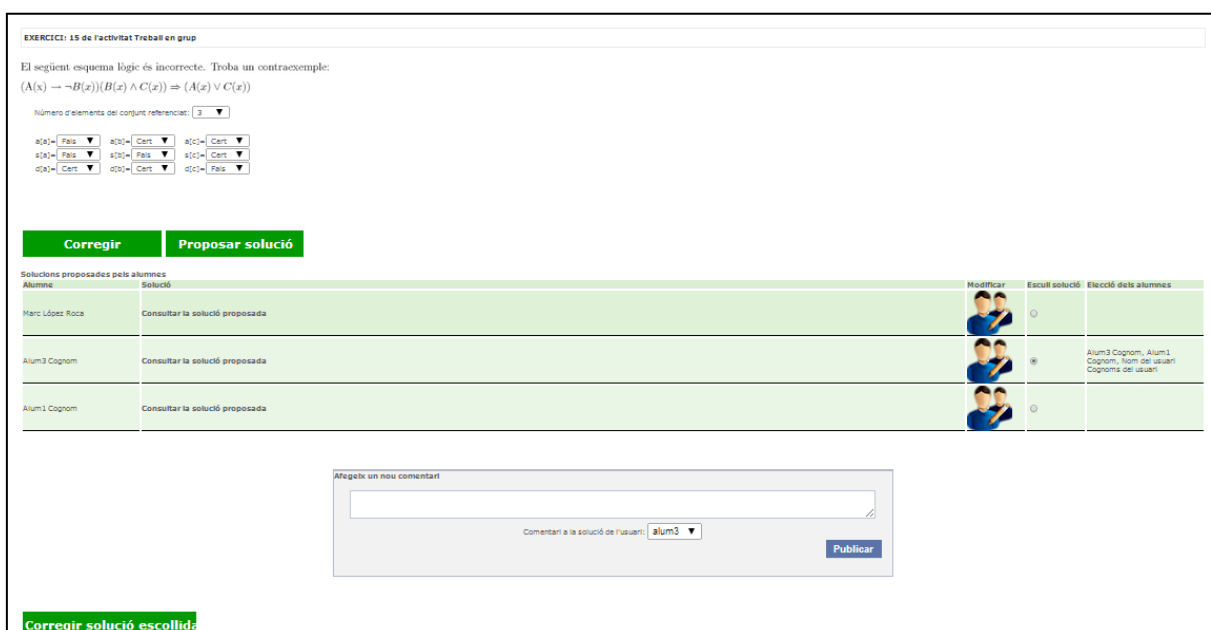 EXERCICI: 15 de l'activitat Treball en grup
El següent esquema lògic és incorrecte. Troba un contraexemple:
(A(x) → ¬B(x))(B(x) ∧ C(x)) ⇒ (A(x) ∨ C(x))
Número d'elements del conjunt referenciat: 3 ▼
a[a]= Fals ▼ a[b]= Cert ▼ a[c]= Cert ▼
s[a]= Fals ▼ s[b]= Fals ▼ s[c]= Cert ▼
d[a]= Cert ▼ d[b]= Cert ▼ d[c]= Fals ▼
Corregir Proposar solució
Solucions proposades pels alumnes
Alumne Solució Modificar Escull solució Elecció dels alumnes
Marc López Roca Consultar la solució proposada
Alum3 Cognom Consultar la solució proposada Alum3 Cognom, Alum1
Cognom, Nom del usuari
Cognoms del usuari
Alum1 Cognom Consultar la solució proposada
Afegeix un nou comentari
Comentari a la solució de l'usuari: alum3 ▼
Publicar
Corregir solució escollida